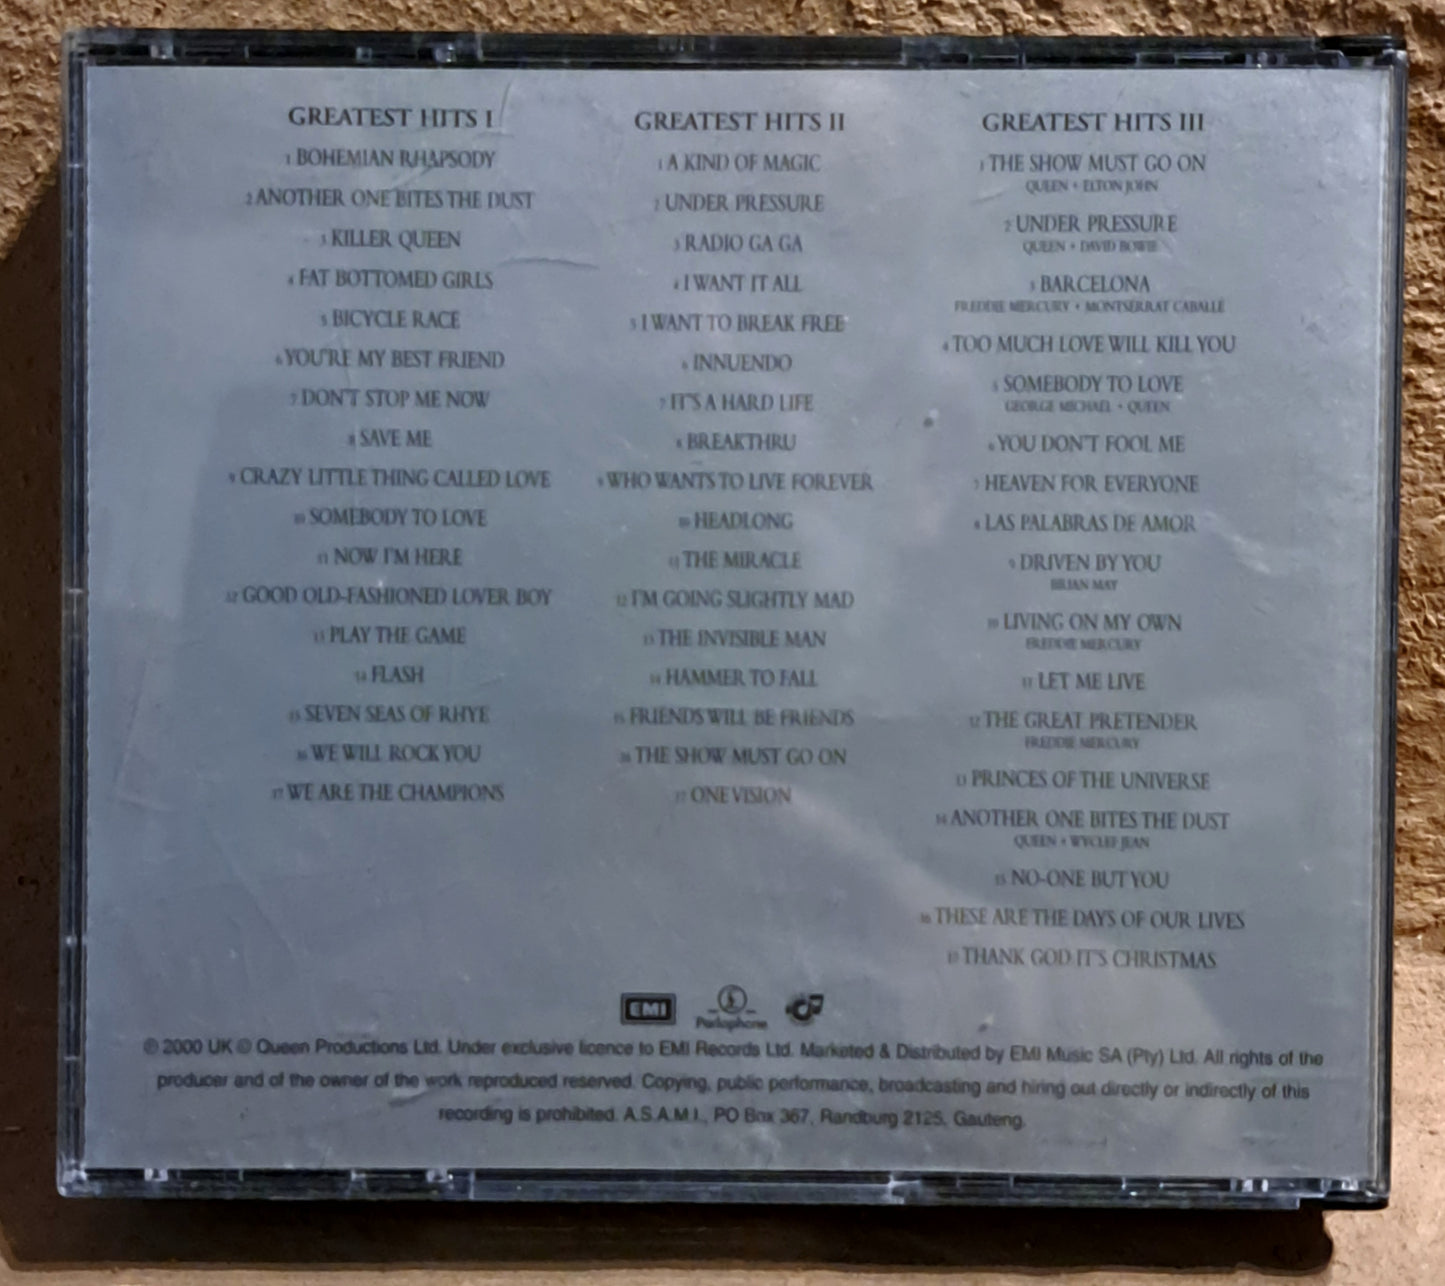 GREATEST HITS I
1 BOHEMIAN RHAPSODY
2 ANOTHER ONE BITES THE DUST
3 KILLER QUEEN
4 FAT BOTTOMED GIRLS
5 BICYCLE RACE
6 YOU'RE MY BEST FRIEND
7 DON'T STOP ME NOW
8 SAVE ME
9 CRAZY LITTLE THING CALLED LOVE
10 SOMEBODY TO LOVE
11 NOW I'M HERE
12 GOOD OLD-FASHIONED LOVER BOY
13 PLAY THE GAME
14 FLASH
15 SEVEN SEAS OF RHYE
16 WE WILL ROCK YOU
17 WE ARE THE CHAMPIONS
GREATEST HITS II
1 A KIND OF MAGIC
2 UNDER PRESSURE
3 RADIO GA GA
4 I WANT IT ALL
5 I WANT TO BREAK FREE
6 INNUENDO
7 IT'S A HARD LIFE
8 BREAKTHRU
9 WHO WANTS TO LIVE FOREVER
10 HEADLONG
11 THE MIRACLE
12 I'M GOING SLIGHTLY MAD
13 THE INVISIBLE MAN
14 HAMMER TO FALL
15 FRIENDS WILL BE FRIENDS
16 THE SHOW MUST GO ON
17 ONE VISION
GREATEST HITS III
1 THE SHOW MUST GO ON
QUEEN + ELTON JOHN
2 UNDER PRESSURE
QUEEN + DAVID BOWIE
3 BARCELONA
FREDDIE MERCURY + MONTSERRAT CABALLÉ
4 TOO MUCH LOVE WILL KILL YOU
5 SOMEBODY TO LOVE
GEORGE MICHAEL + QUEEN
6 YOU DON'T FOOL ME
7 HEAVEN FOR EVERYONE
8 LAS PALABRAS DE AMOR
9 DRIVEN BY YOU
BRIAN MAY
10 LIVING ON MY OWN
FREDDIE MERCURY
11 LET ME LIVE
12 THE GREAT PRETENDER
FREDDIE MERCURY
13 PRINCES OF THE UNIVERSE
14 ANOTHER ONE BITES THE DUST
QUEEN + WYCLEF JEAN
15 NO-ONE BUT YOU
16 THESE ARE THE DAYS OF OUR LIVES
17 THANK GOD IT'S CHRISTMAS
EMI Parlophone
℗ 2000 UK © Queen Productions Ltd. Under exclusive licence to EMI Records Ltd. Marketed & Distributed by EMI Music SA (Pty) Ltd. All rights of the
producer and of the owner of the work reproduced reserved. Copying, public performance, broadcasting and hiring out directly or indirectly of this
recording is prohibited. A.S.A.M.I., PO Box 367, Randburg 2125, Gauteng.